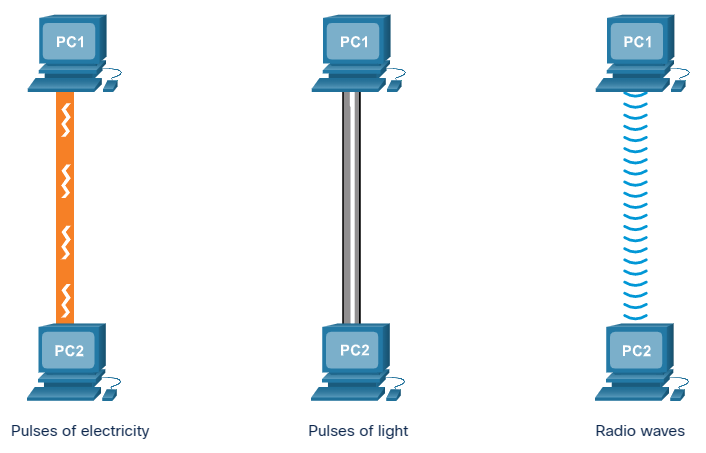 PC1
PC1
PC1
PC2
PC2
PC2
Pulses of electricity
Pulses of light
Radio waves